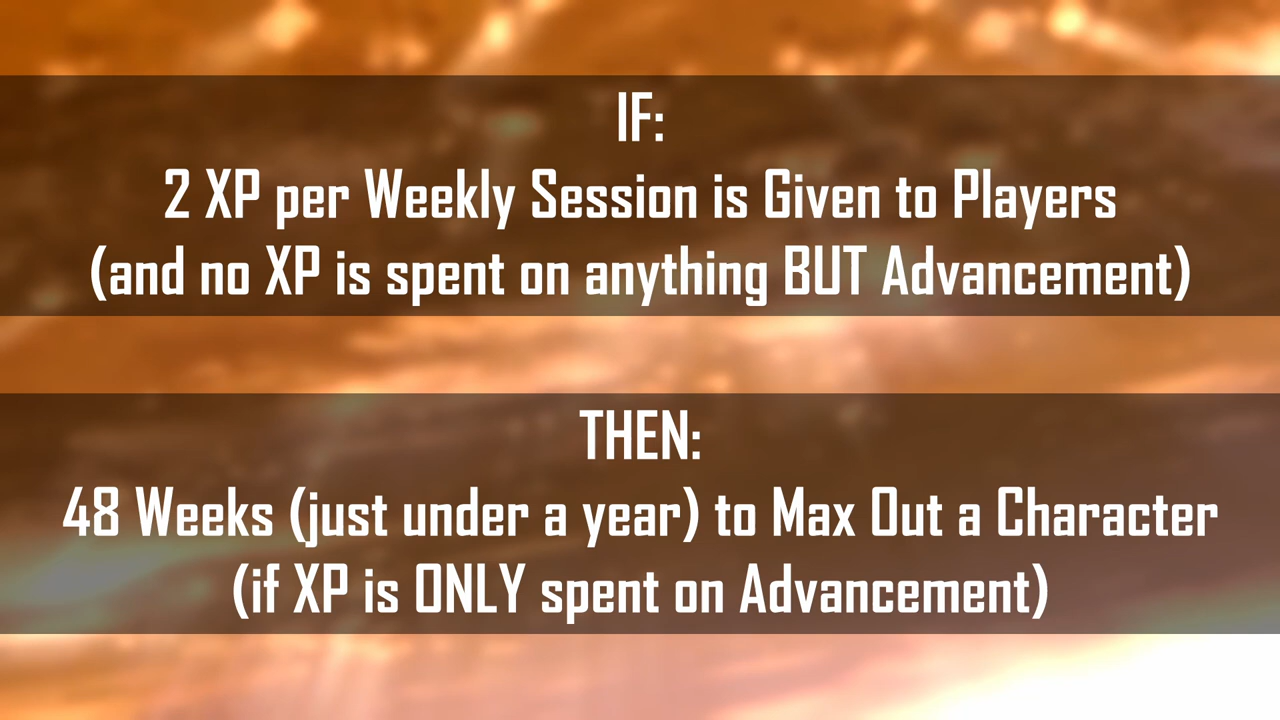 IF:
2 XP per Weekly Session is Given to Players
(and no XP is spent on anything BUT Advancement)
THEN:
48 Weeks (just under a year) to Max Out a Character
(if XP is ONLY spent on Advancement)